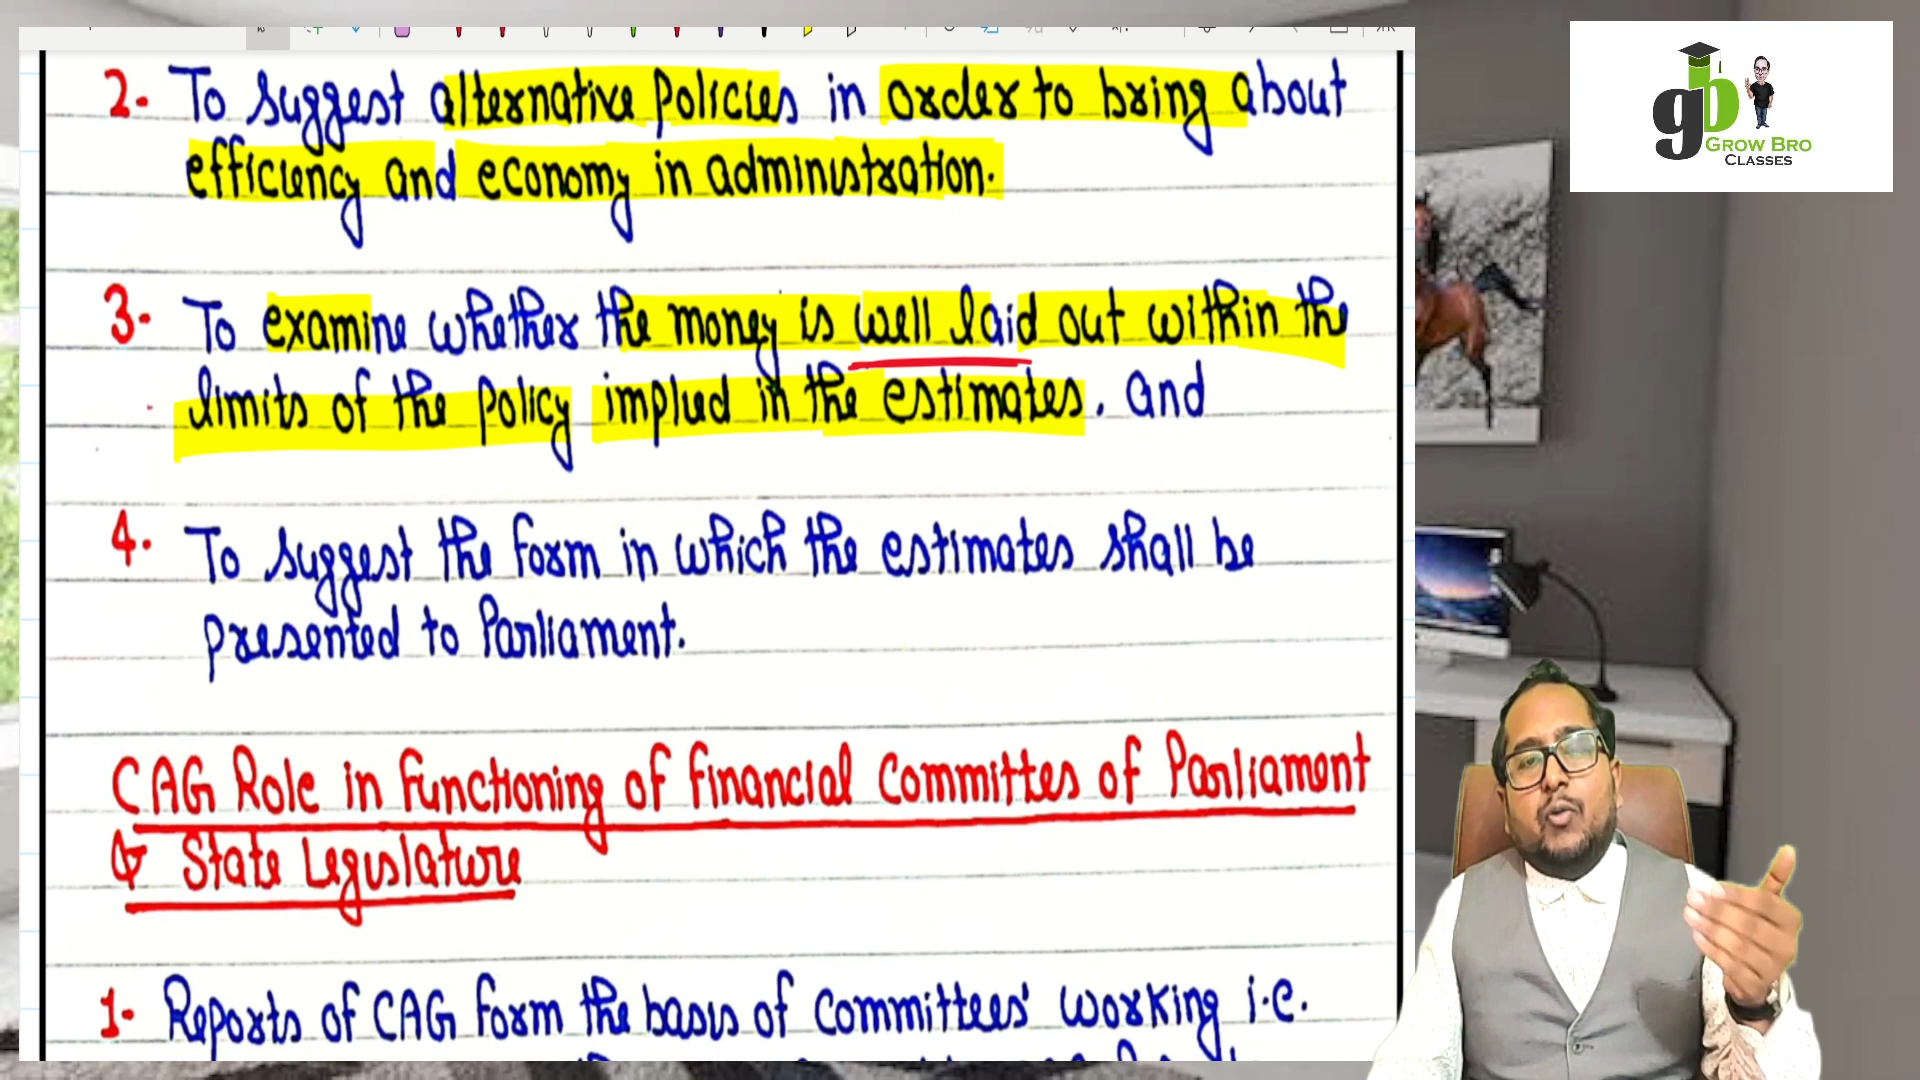 2- To Suggest alternative Policies in order to bring about
efficiency and economy in administration.
3- To examine whether the money is well laid out within the
limits of the policy implied in the estimates. and
4. To suggest the form in which the estimates shall be
presented to Parliament.
CAG Role in functioning of financial Committes of Parliament
& State Legislature
1- Reports of CAG form the basis of Committees' working i.e.
gb
GROW BRO
CLASSES